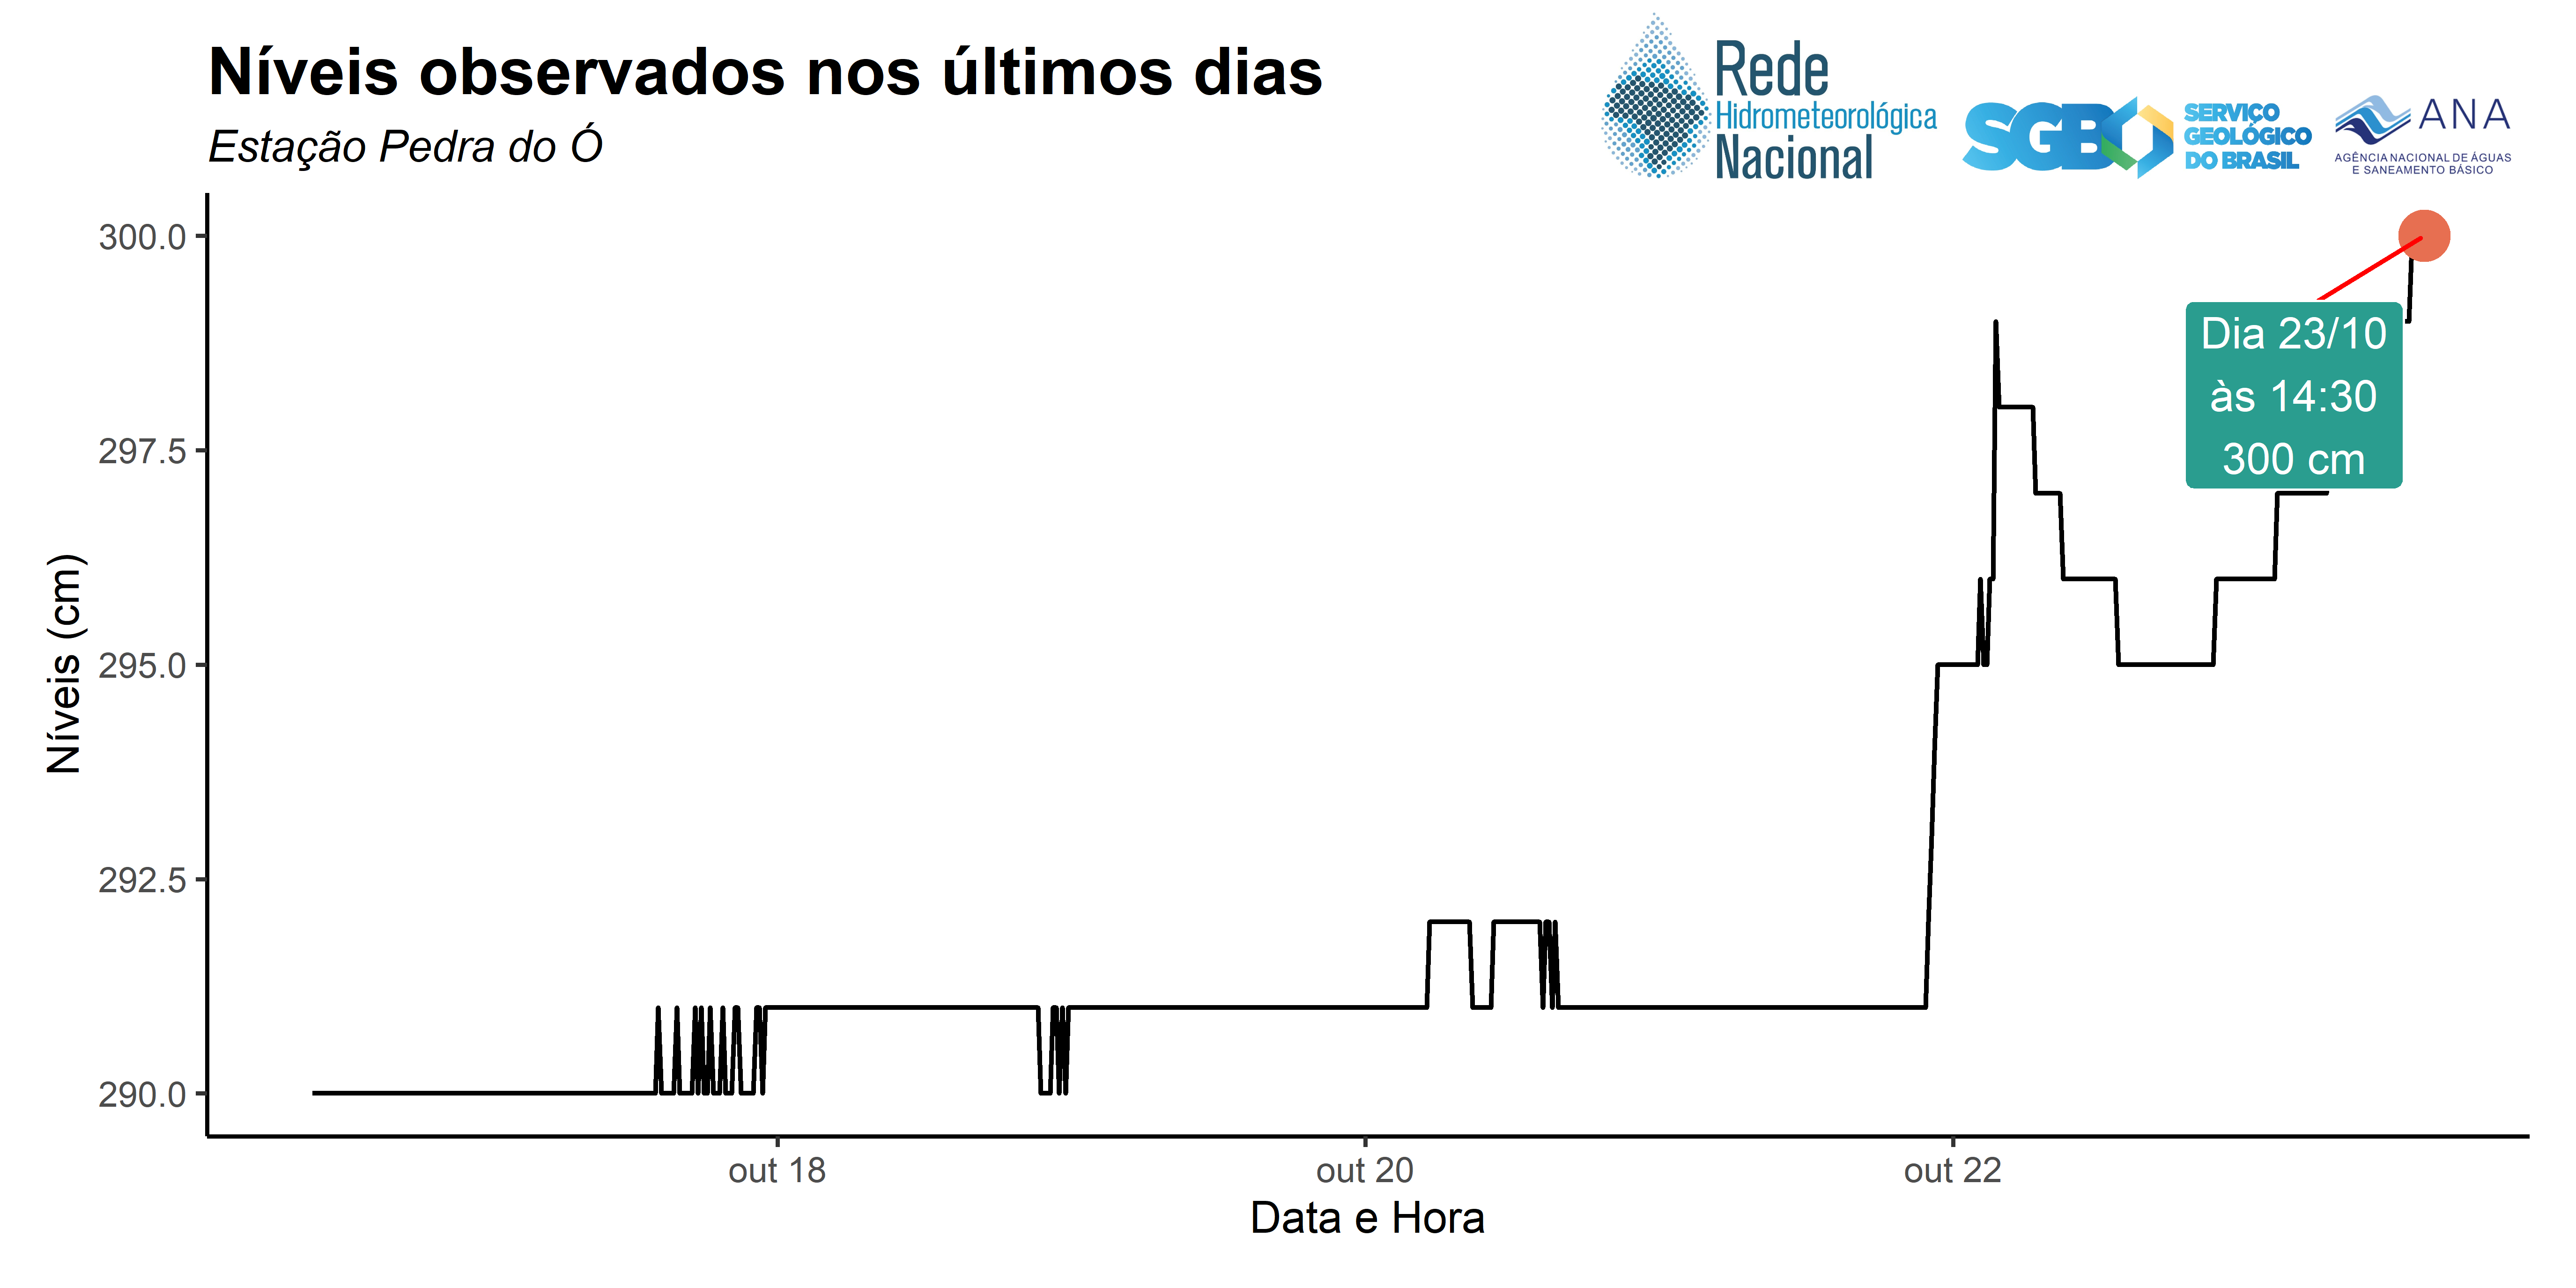 Níveis observados nos últimos dias
Estação Pedra do Ó
Rede
Hidrometeorológica
Nacional
SGB
SERVIÇO
GEOLÓGICO
DO BRASIL
ANA
AGÊNCIA NACIONAL DE ÁGUAS
E SANEAMENTO BÁSICO
Níveis (cm)
300.0
297.5
295.0
292.5
290.0
Dia 23/10
às 14:30
300 cm
out 18
out 20
out 22
Data e Hora